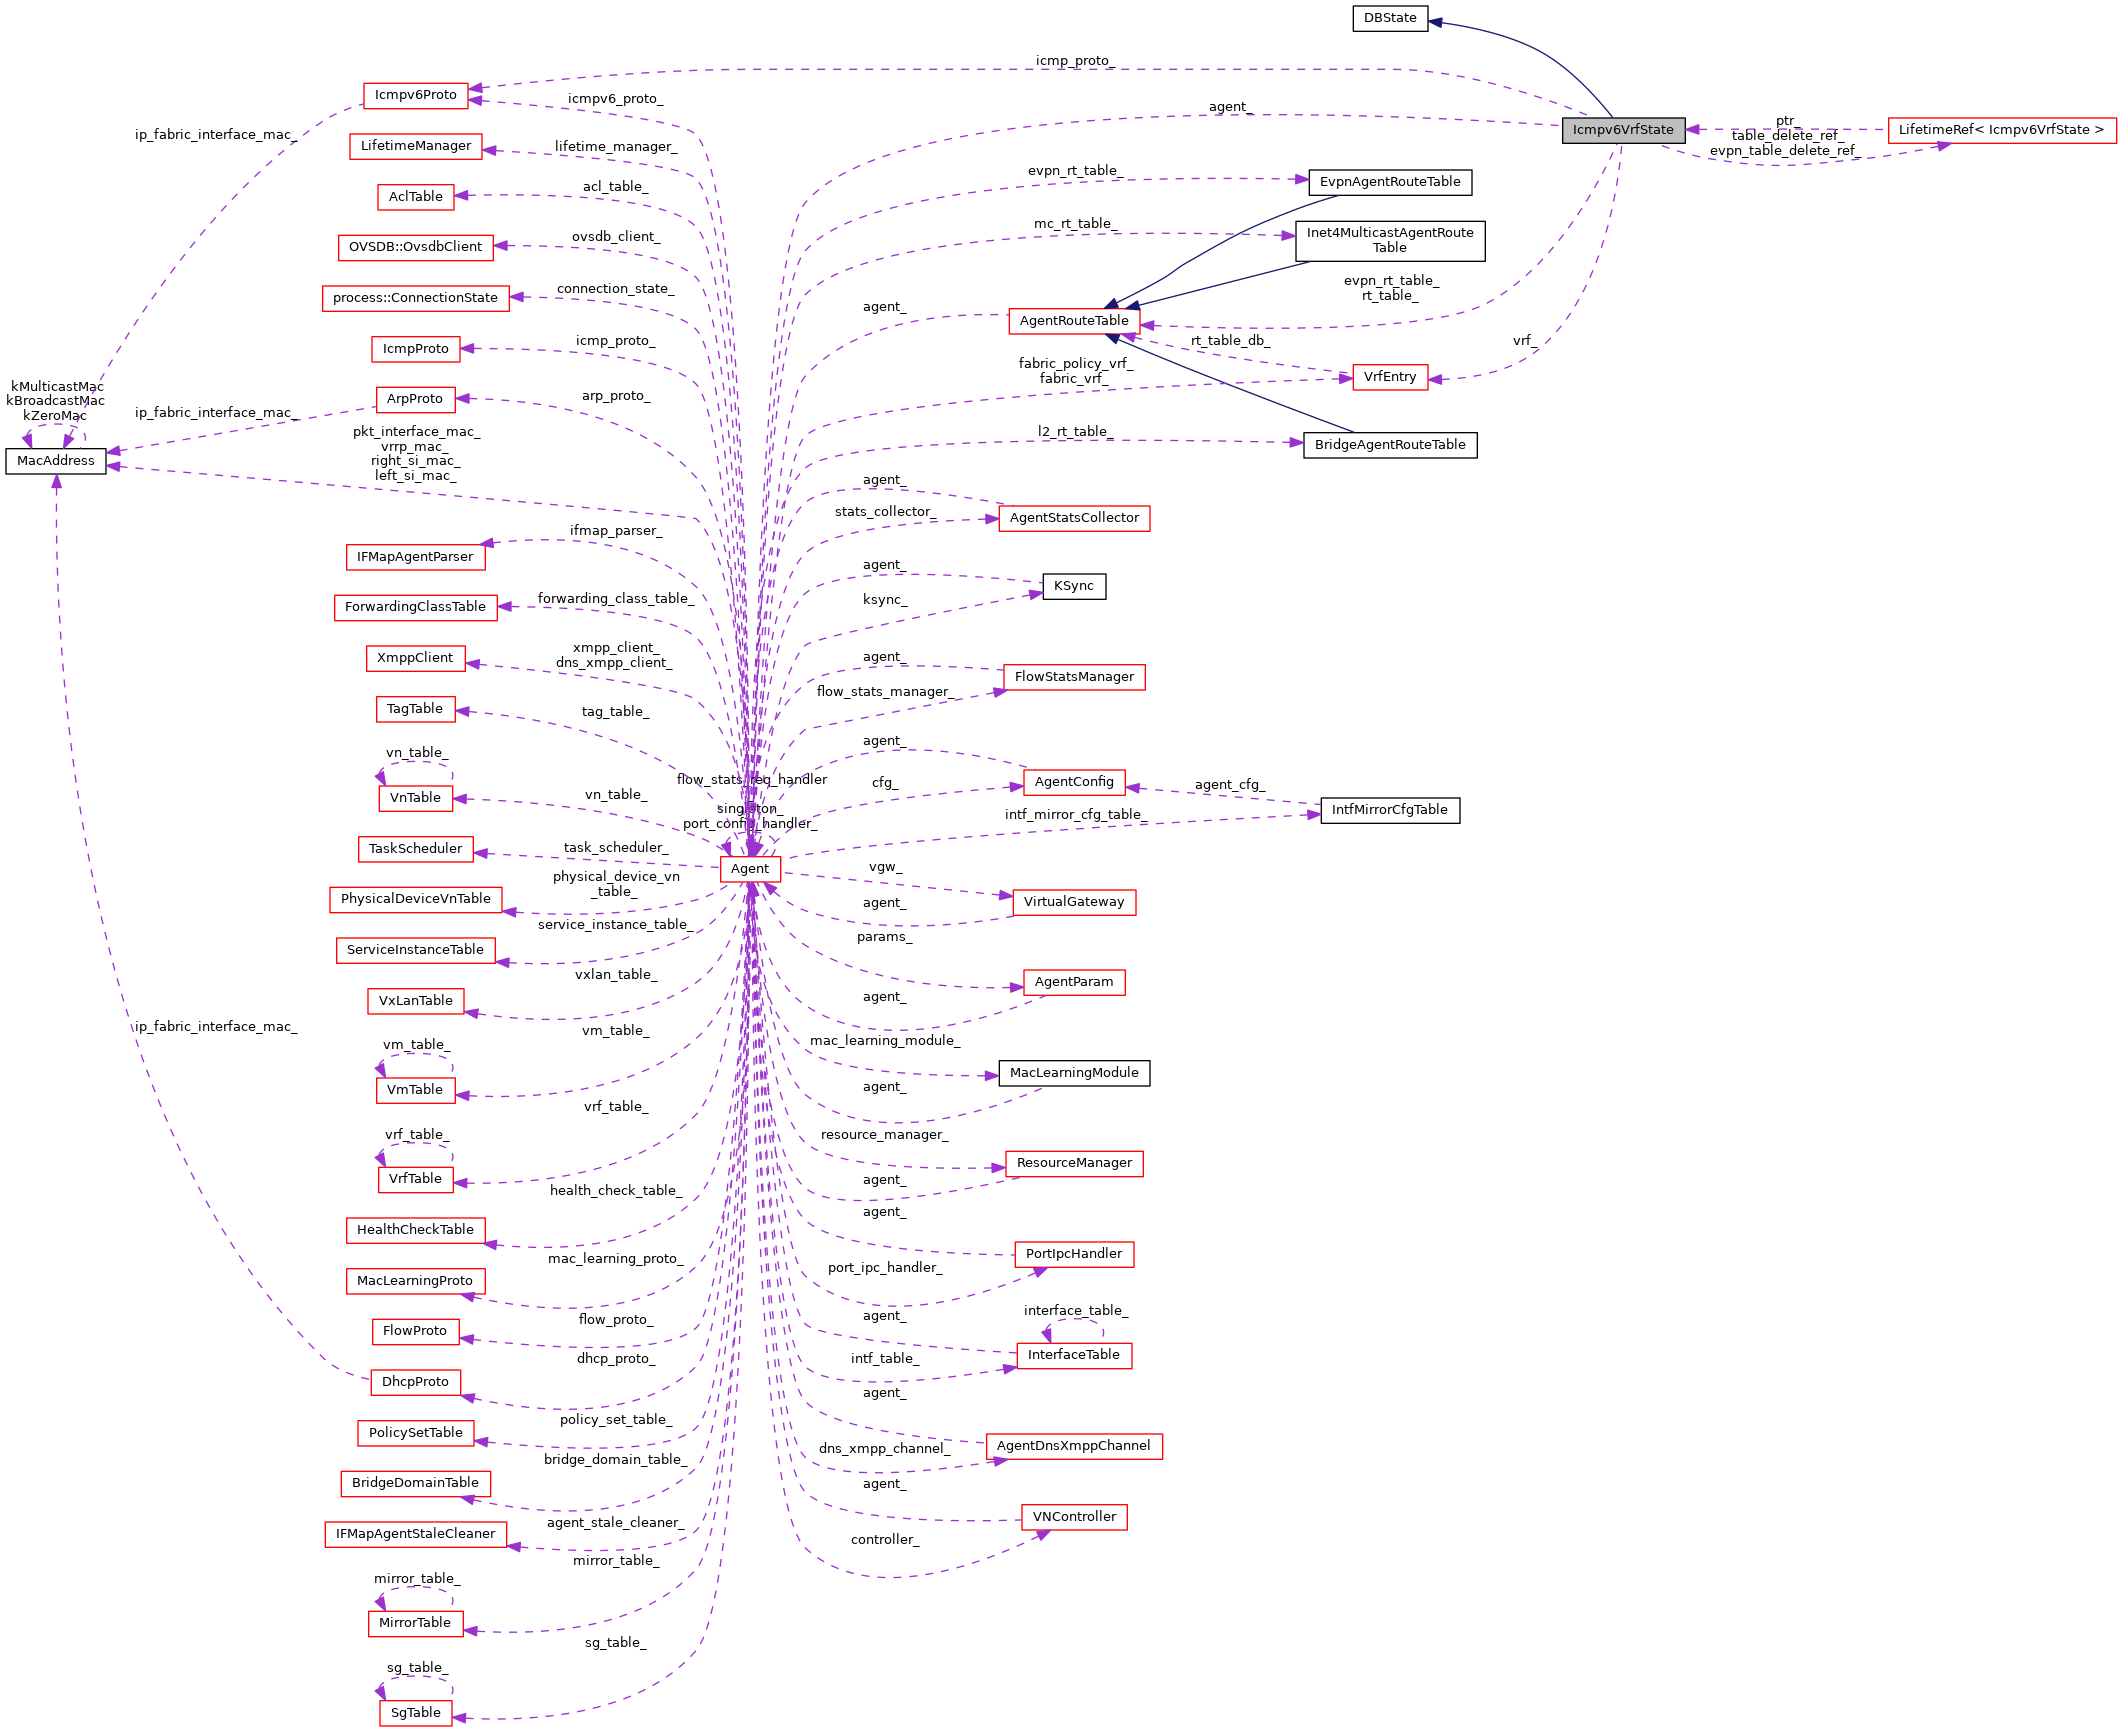 DBState
icmp_proto_
Icmpv6Proto
icmpv6_proto_
agent_
ptr_
Icmpv6VrfState
LifetimeRef< Icmpv6VrfState >
table_delete_ref_
evpn_table_delete_ref_
ip_fabric_interface_mac_
LifetimeManager
lifetime_manager_
evpn_rt_table_
EvpnAgentRouteTable
AclTable
acl_table_
mc_rt_table_
Inet4MulticastAgentRoute
Table
OVSDB::OvsdbClient
ovsdb_client_
evpn_rt_table_
rt_table_
process::ConnectionState
connection_state_
agent_
AgentRouteTable
IcmpProto
icmp_proto_
rt_table_db_
vrf_
fabric_policy_vrf_
fabric_vrf_
VrfEntry
kMulticastMac
kBroadcastMac
kZeroMac
ip_fabric_interface_mac_
ArpProto
arp_proto_
MacAddress
pkt_interface_mac_
vrrp_mac_
right_si_mac_
left_si_mac_
l2_rt_table_
BridgeAgentRouteTable
agent_
stats_collector_
AgentStatsCollector
IFMapAgentParser
ifmap_parser_
agent_
KSync
ksync_
ForwardingClassTable
forwarding_class_table_
XmppClient
xmpp_client_
dns_xmpp_client_
agent_
FlowStatsManager
flow_stats_manager_
TagTable
tag_table_
vn_table_
VnTable
vn_table_
flow_stats_req_handler
singleton_
port_config_handler_
agent_
cfg_
AgentConfig
agent_cfg_
IntfMirrorCfgTable
intf_mirror_cfg_table_
TaskScheduler
task_scheduler_
Agent
vgw_
VirtualGateway
agent_
PhysicalDeviceVnTable
physical_device_vn
_table_
ServiceInstanceTable
service_instance_table_
params_
AgentParam
agent_
VxLanTable
vxlan_table_
ip_fabric_interface_mac_
vm_table_
VmTable
vm_table_
mac_learning_module_
MacLearningModule
agent_
vrf_table_
VrfTable
vrf_table_
resource_manager_
ResourceManager
agent_
HealthCheckTable
health_check_table_
agent_
PortIpcHandler
port_ipc_handler_
MacLearningProto
mac_learning_proto_
FlowProto
flow_proto_
agent_
interface_table_
InterfaceTable
intf_table_
DhcpProto
dhcp_proto_
agent_
PolicySetTable
policy_set_table_
AgentDnsXmppChannel
dns_xmpp_channel_
BridgeDomainTable
bridge_domain_table_
agent_
VNController
controller_
IFMapAgentStaleCleaner
agent_stale_cleaner_
mirror_table_
MirrorTable
mirror_table_
sg_table_
SgTable
sg_table_